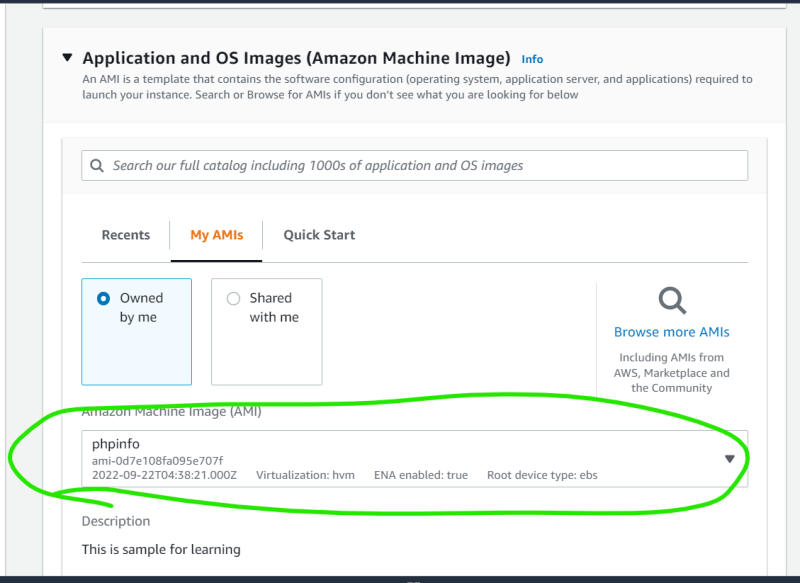 Application and OS Images (Amazon Machine Image) Info
An AMI is a template that contains the software configuration (operating system, application server, and applications) required to
launch your instance. Search or Browse for AMIs if you don't see what you are looking for below
Search our full catalog including 1000s of application and OS images
Recents My AMIs Quick Start
Owned
by me
Shared
with me
Browse more AMIs
Including AMIs from
AWS, Marketplace and
the Community
Amazon Machine Image (AMI)
phpinfo
ami-0d7e108fa095e707f
2022-09-22T04:38:21.000Z Virtualization: hvm ENA enabled: true Root device type: ebs
Description
This is sample for learning